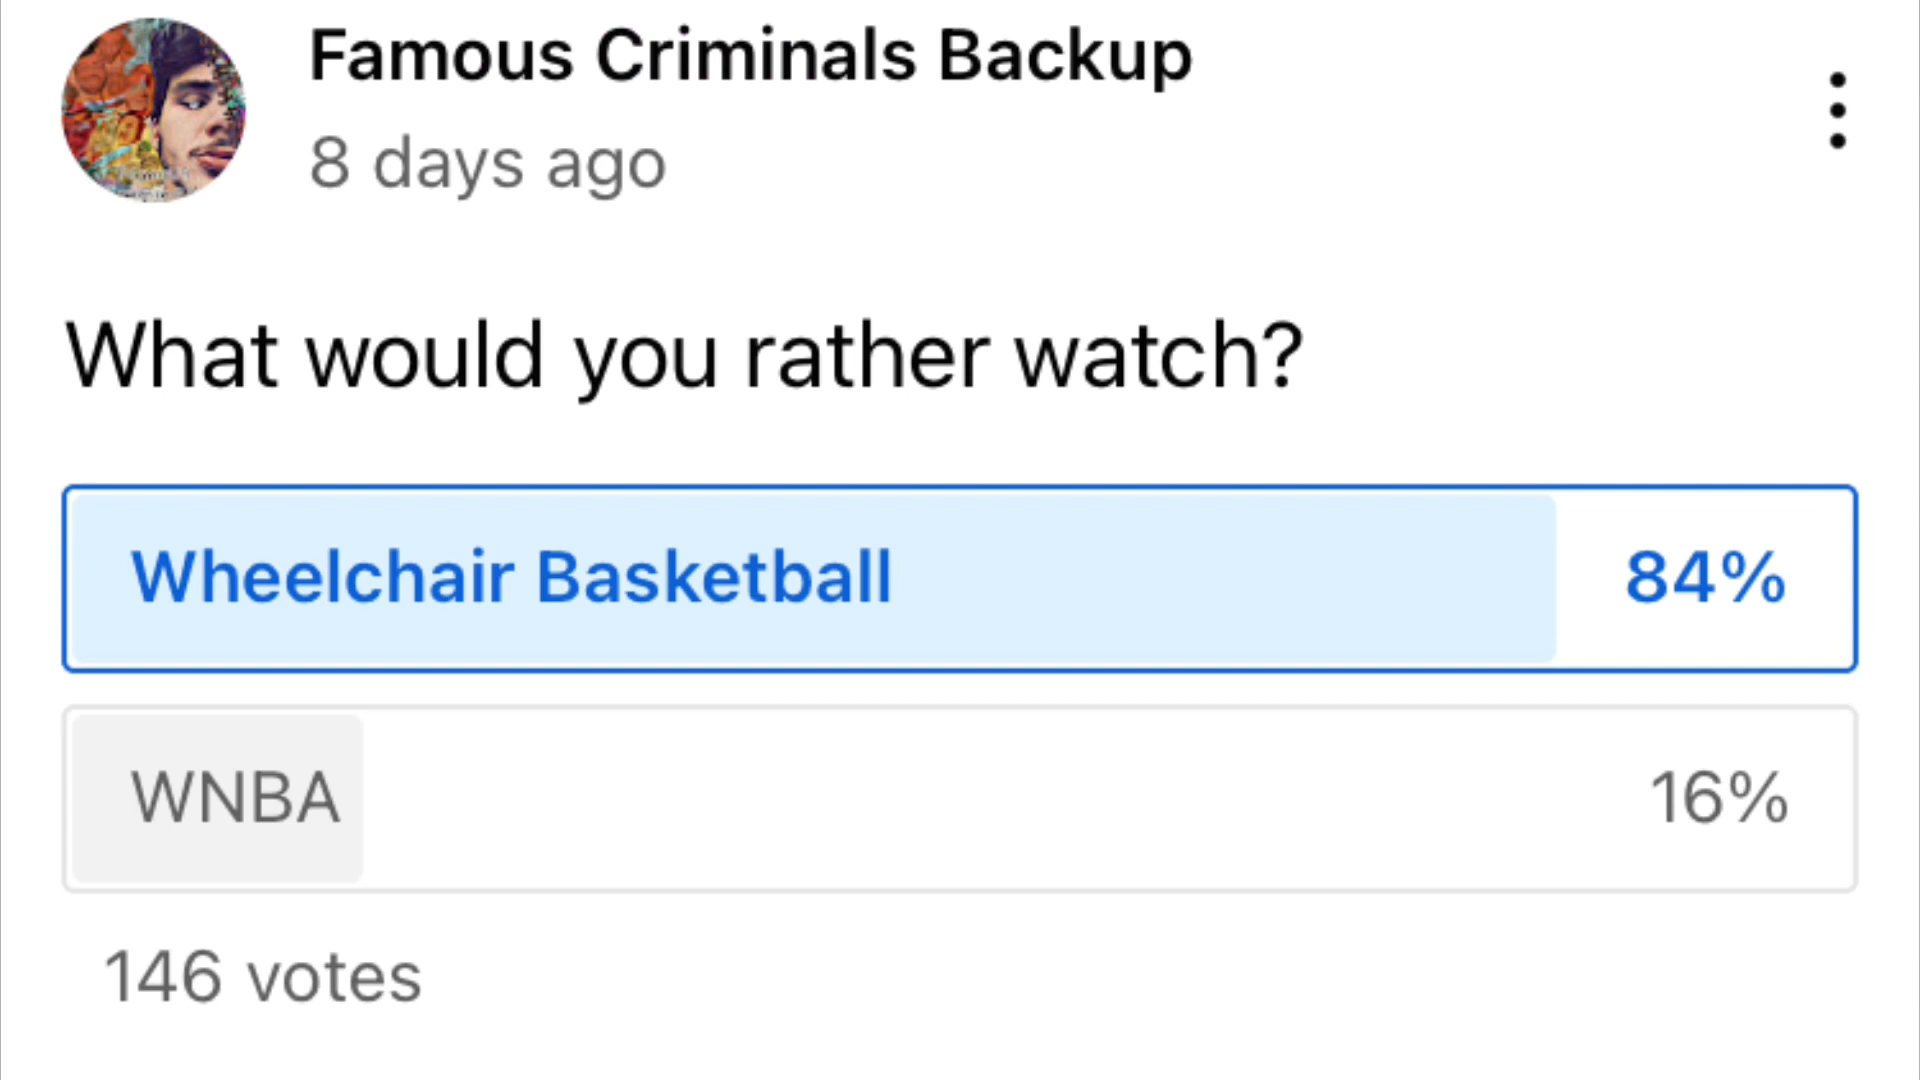 Famous Criminals Backup
8 days ago
What would you rather watch?
Wheelchair Basketball 84%
WNBA 16%
146 votes